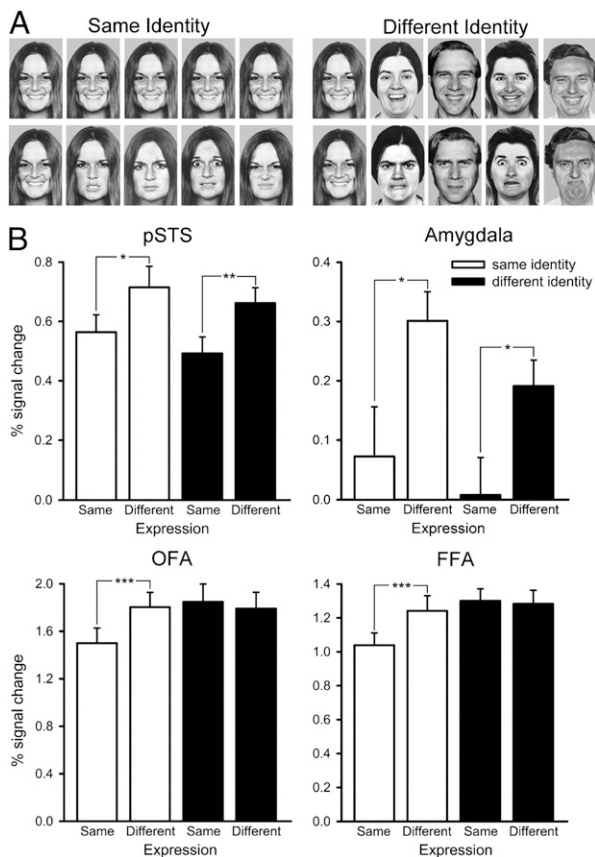 A
Same Identity
Different Identity
B
pSTS
% signal change
0.8
0.6
0.4
0.2
0.0
*
**
Same Different Same Different
Expression
Amygdala
same identity
different identity
0.4
0.3
0.2
0.1
0.0
*
*
Same Different Same Different
Expression
OFA
% signal change
2.0
1.6
1.2
0.8
0.4
0.0
***
Same Different Same Different
Expression
FFA
1.4
1.2
1.0
0.8
0.6
0.4
0.2
0.0
***
Same Different Same Different
Expression